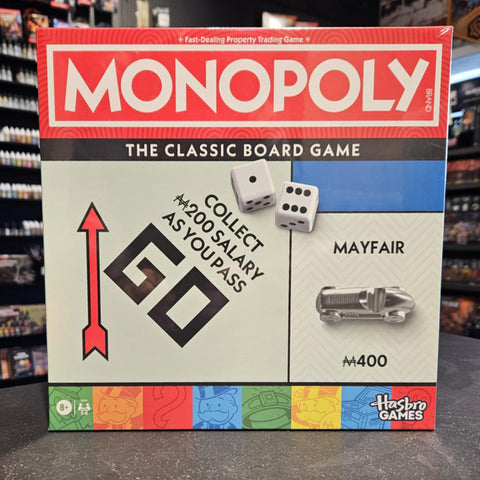 Fast-Dealing Property Trading Game
MONOPOLY
BRAND
THE CLASSIC BOARD GAME
COLLECT
₩200 SALARY
AS YOU PASS
GO
MAYFAIR
₩400
8+
Hasbro
GAMES